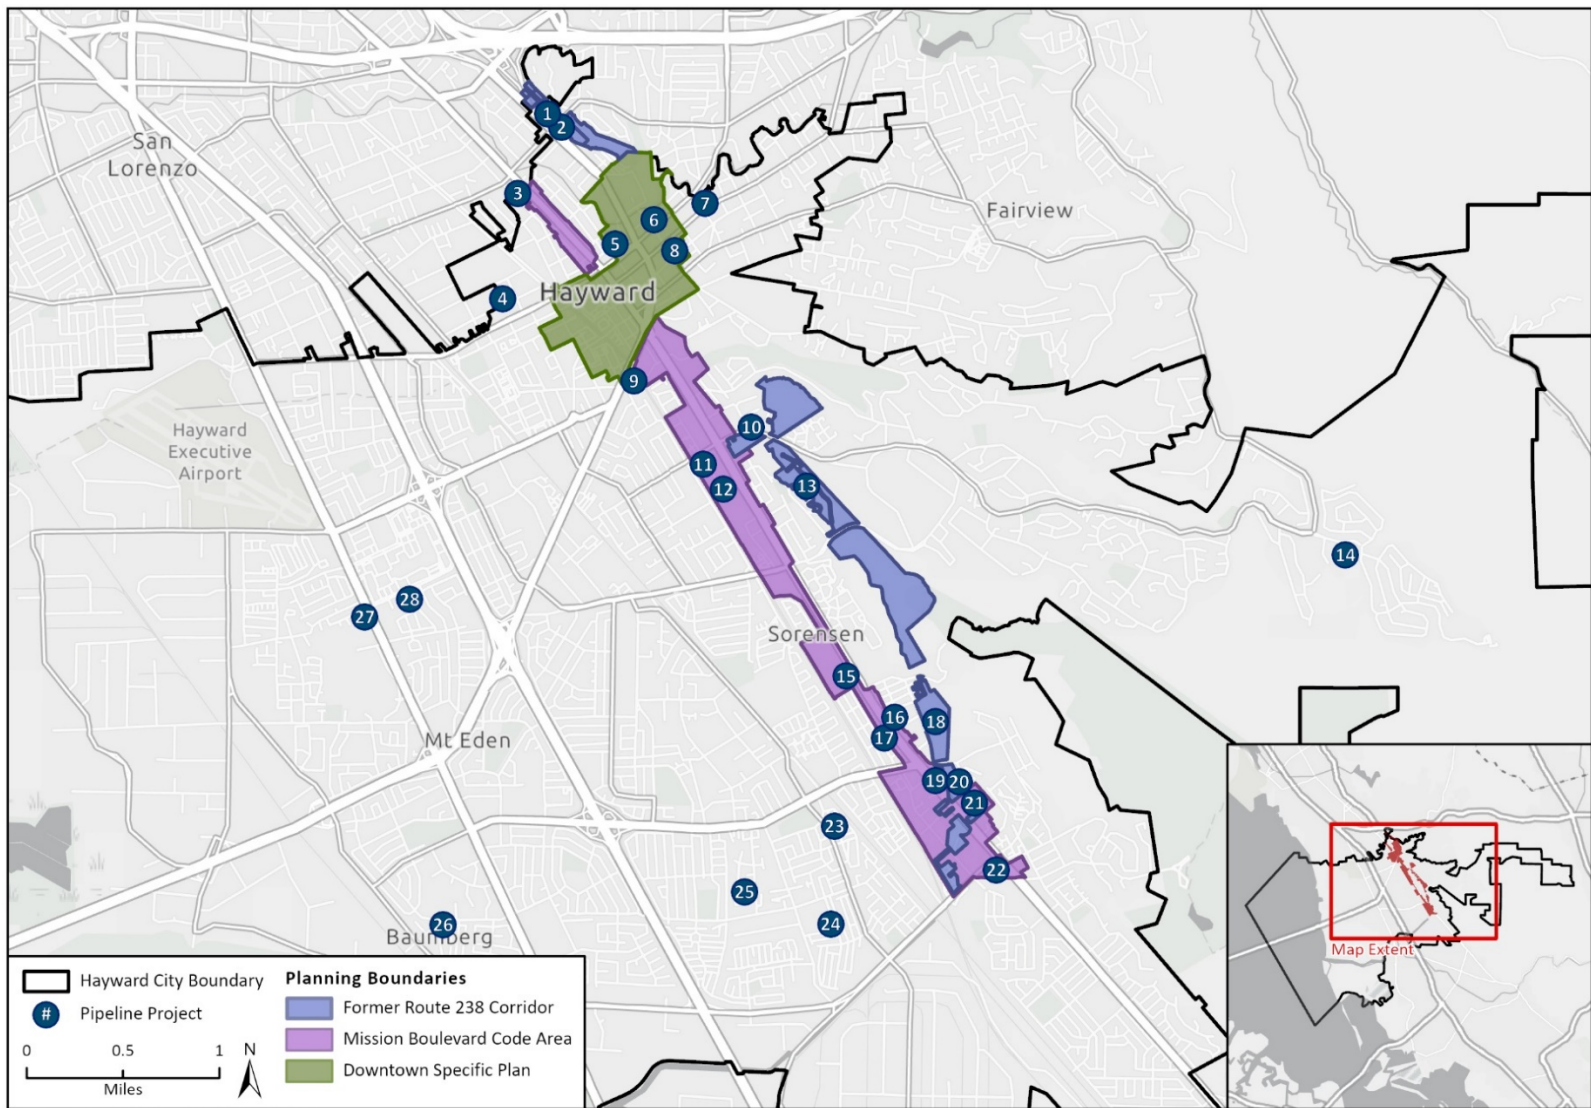 1
2
San
Lorenzo
3
7
6
Fairview
5
8
Hayward
4
9
Hayward
Executive
Airport
10
11
12
13
14
28
27
Sorensen
15
16
18
17
Mt Eden
19
20
21
23
22
25
24
26
Baumberg
Map Extent
Hayward City Boundary
# Pipeline Project
0 0.5 1
Miles
N
Planning Boundaries
Former Route 238 Corridor
Mission Boulevard Code Area
Downtown Specific Plan